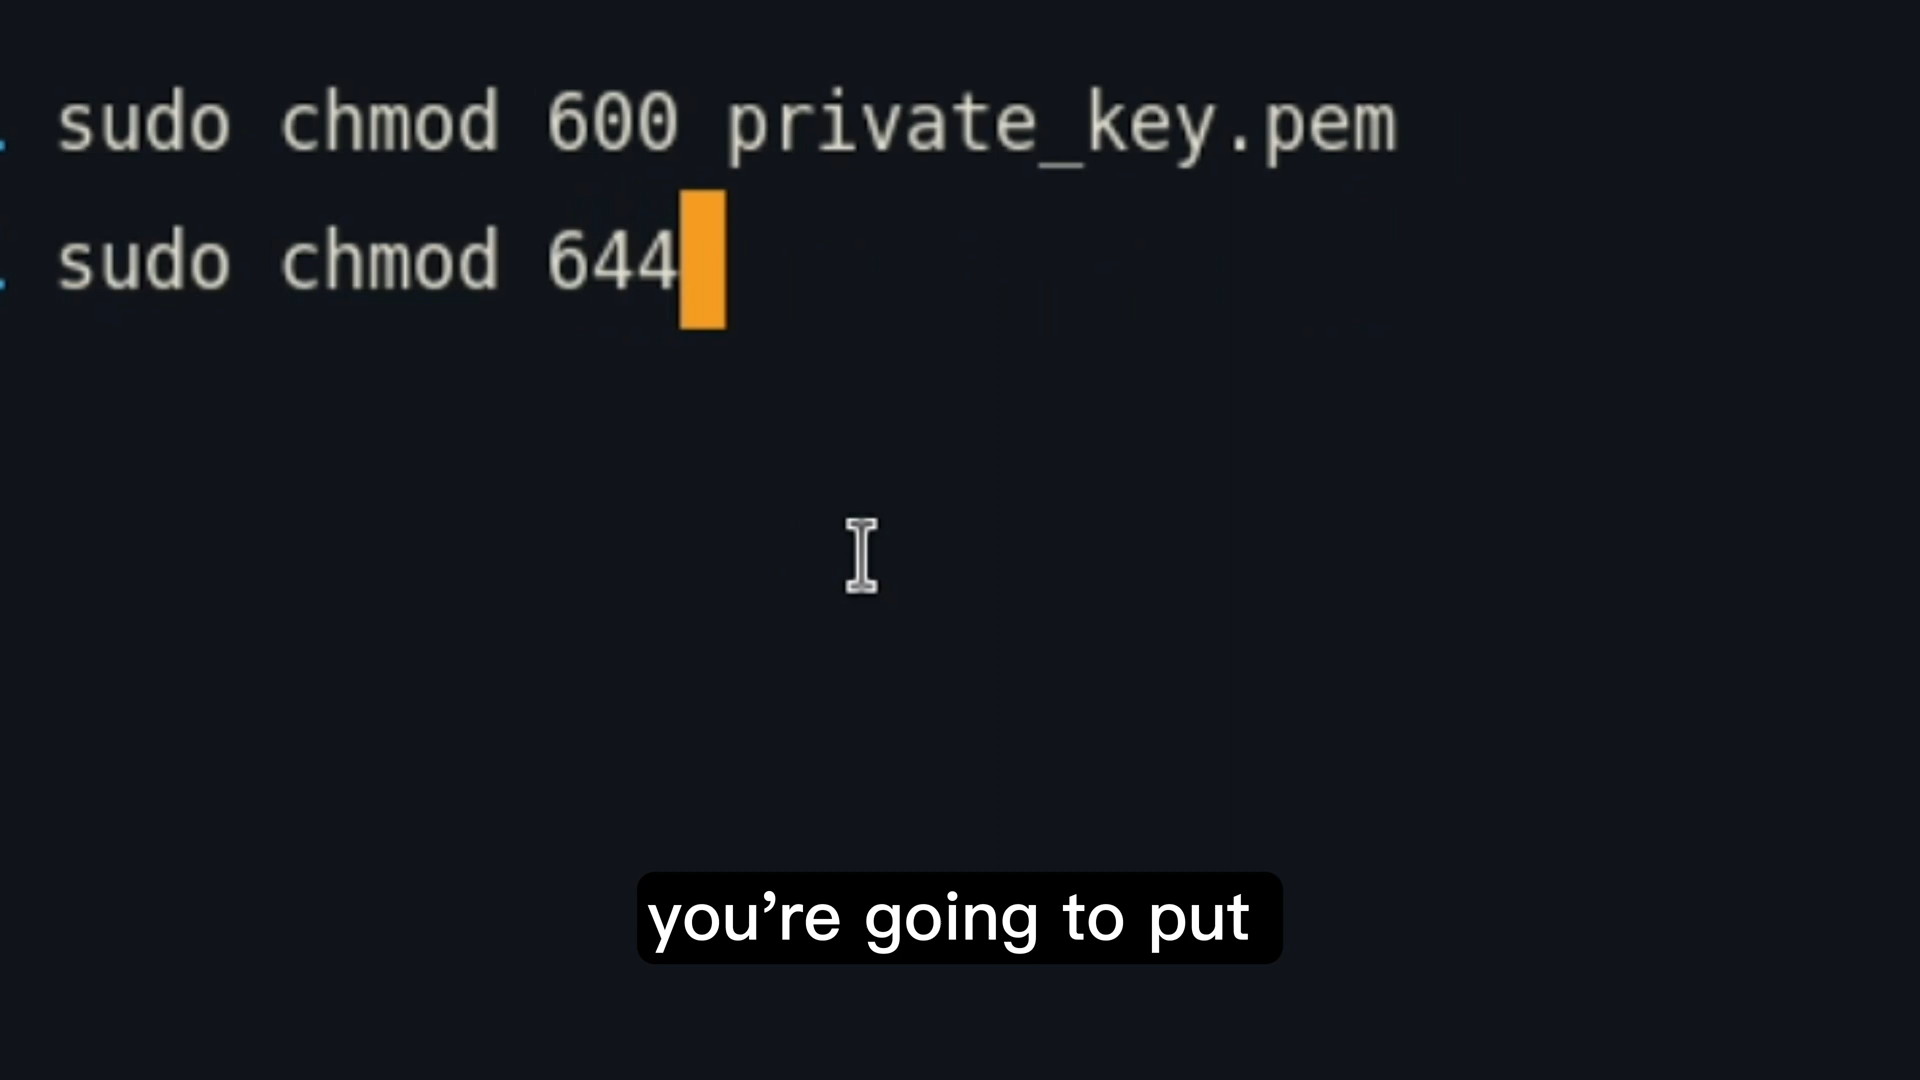 sudo chmod 600 private_key.pem
sudo chmod 644
you’re going to put